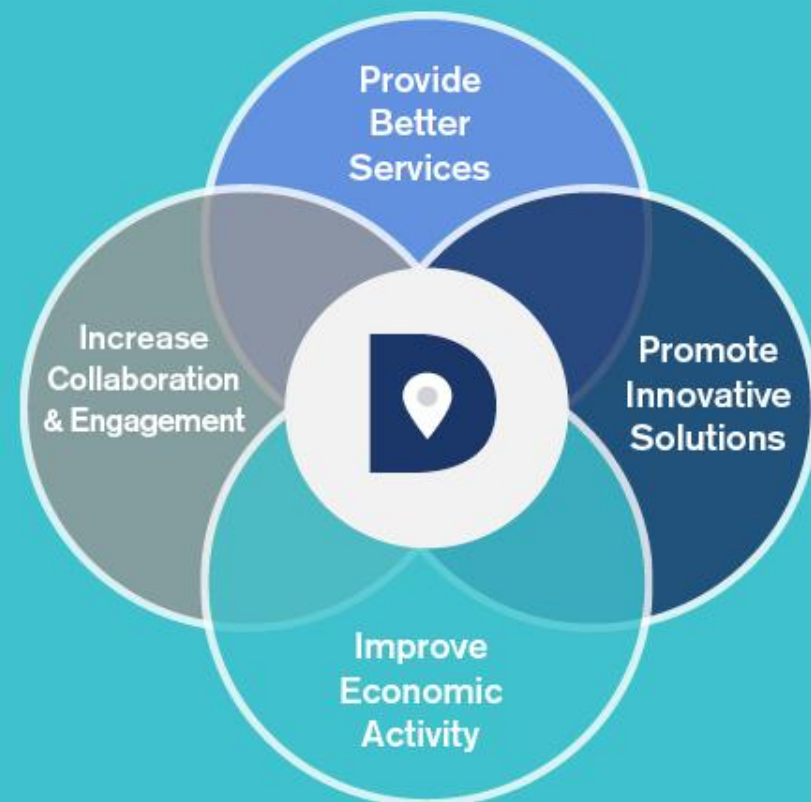 Provide
Better
Services
Increase
Collaboration
& Engagement
D
Promote
Innovative
Solutions
Improve
Economic
Activity